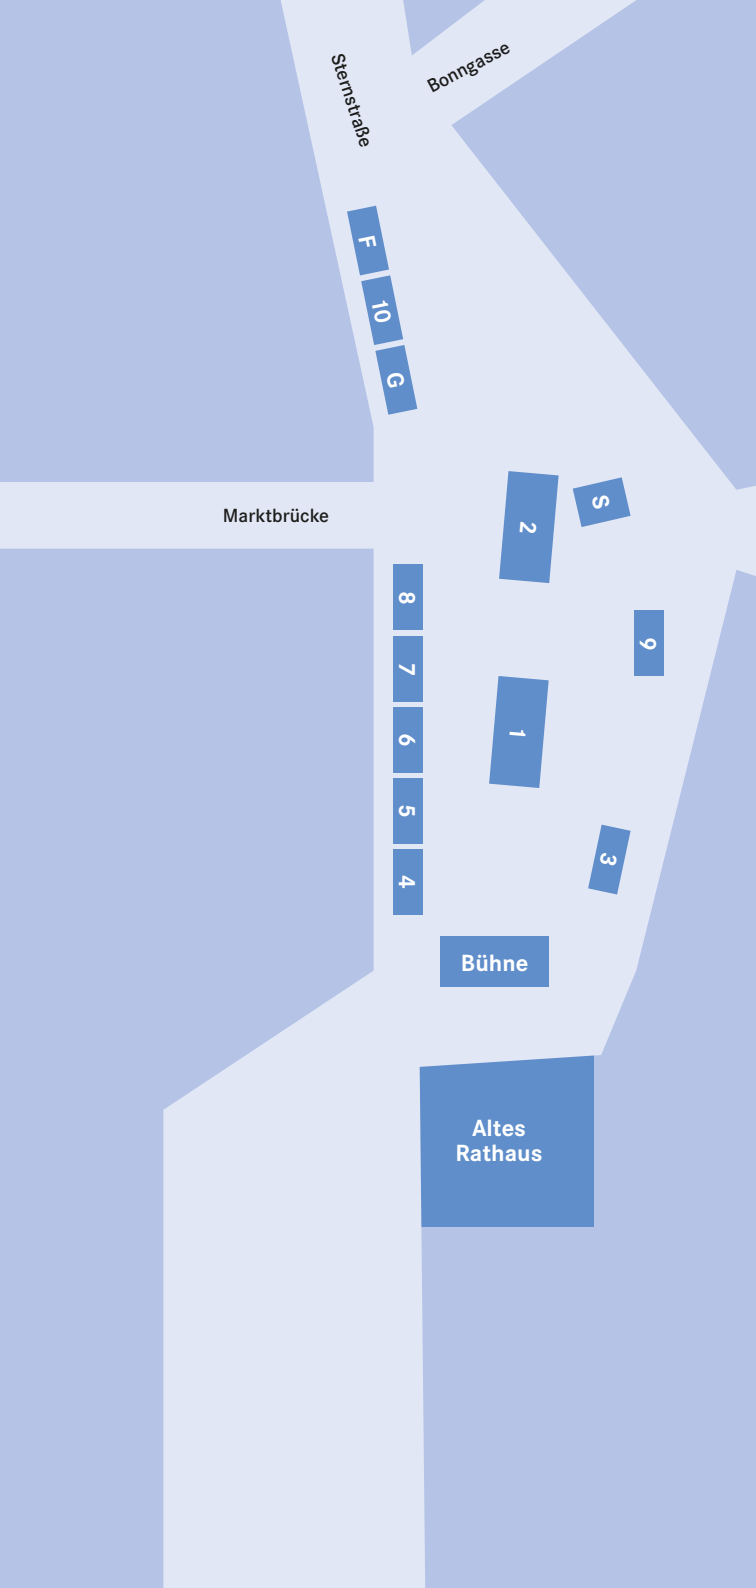 Sternstraße
Bonngasse
F
10
G
Marktbrücke
2
S
8
7
6
5
4
9
1
3
Bühne
Altes
Rathaus